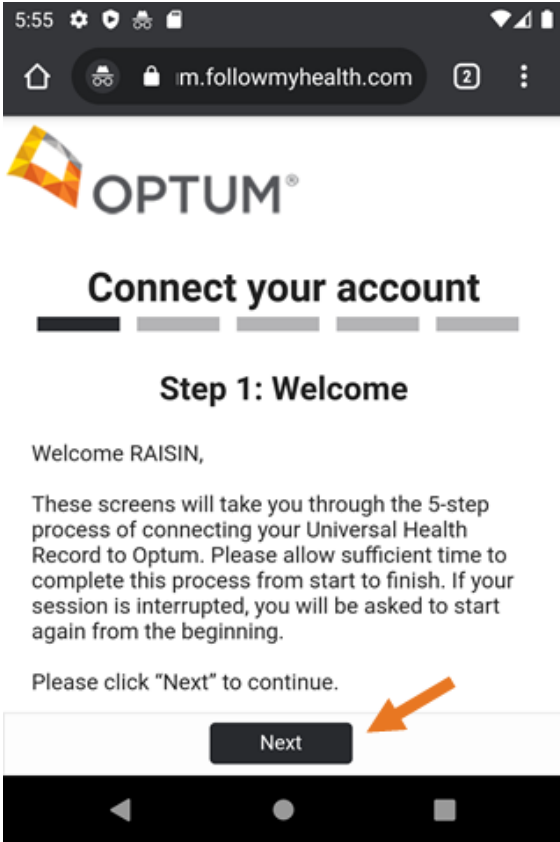 5:55
m.followmyhealth.com
2
OPTUM®
Connect your account
Step 1: Welcome
Welcome RAISIN,
These screens will take you through the 5-step
process of connecting your Universal Health
Record to Optum. Please allow sufficient time to
complete this process from start to finish. If your
session is interrupted, you will be asked to start
again from the beginning.
Please click “Next” to continue.
Next